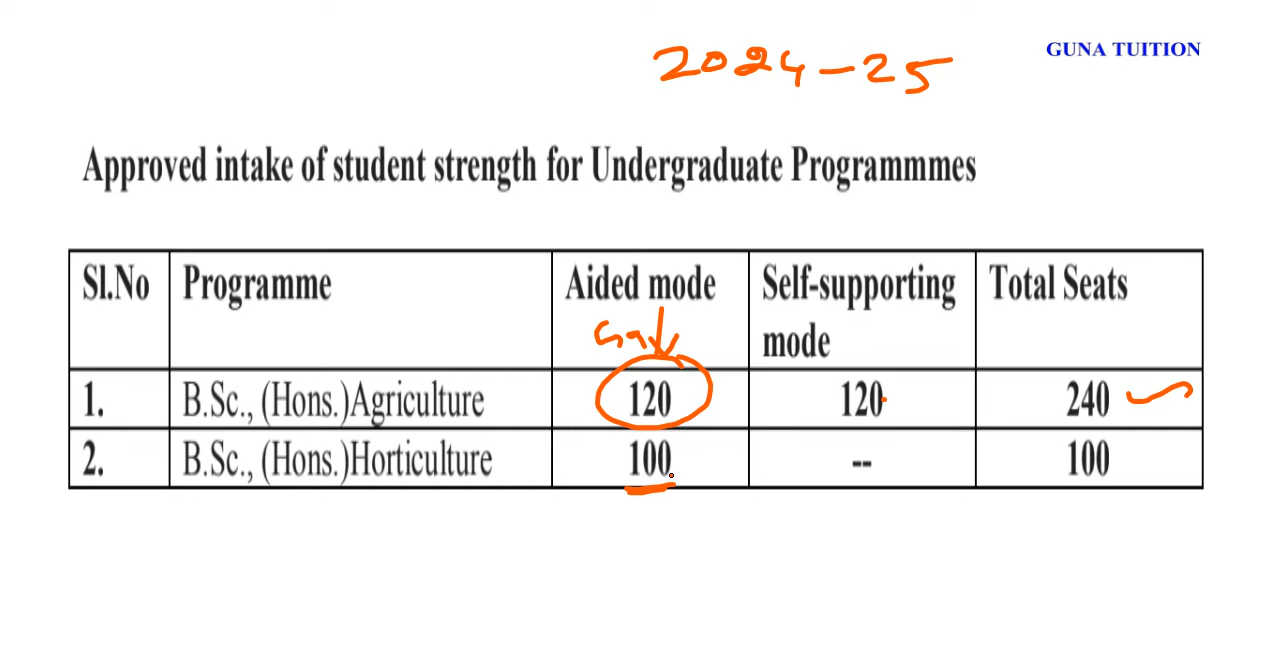 GUNA TUITION
2024-25
Approved intake of student strength for Undergraduate Programmmes
Sl.No Programme Aided mode Self-supporting mode Total Seats
1. B.Sc., (Hons.)Agriculture 120 120 240
2. B.Sc., (Hons.)Horticulture 100 -- 100